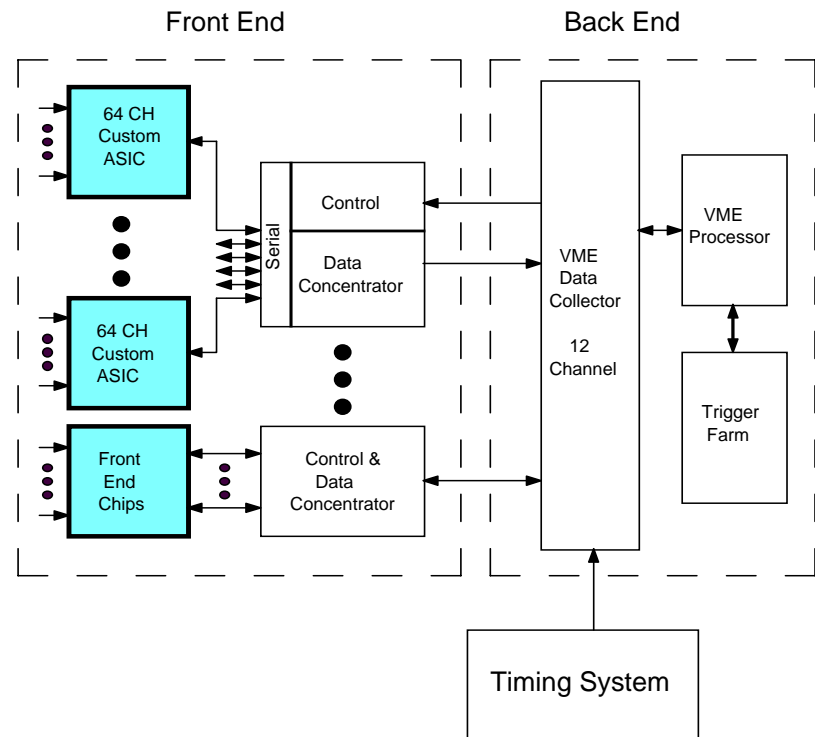 Front End
Back End
64 CH
Custom
ASIC
Serial
Control
Data
Concentrator
64 CH
Custom
ASIC
Front
End
Chips
Control &
Data
Concentrator
VME
Data
Collector
12
Channel
VME
Processor
Trigger
Farm
Timing System